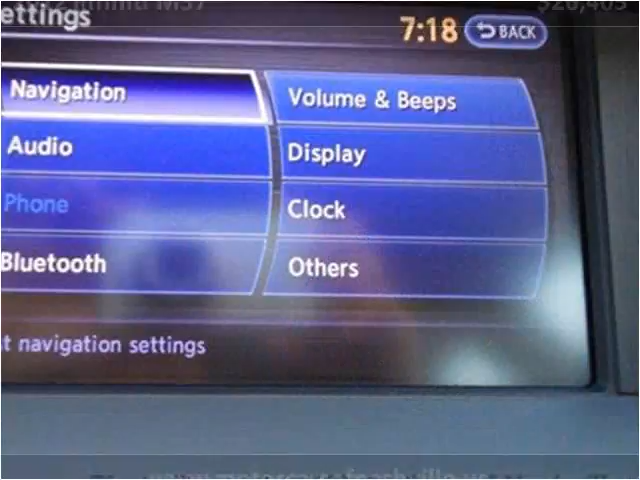 ettings
7:18 BACK
Navigation
Volume & Beeps
Audio
Display
Phone
Clock
Bluetooth
Others
t navigation settings